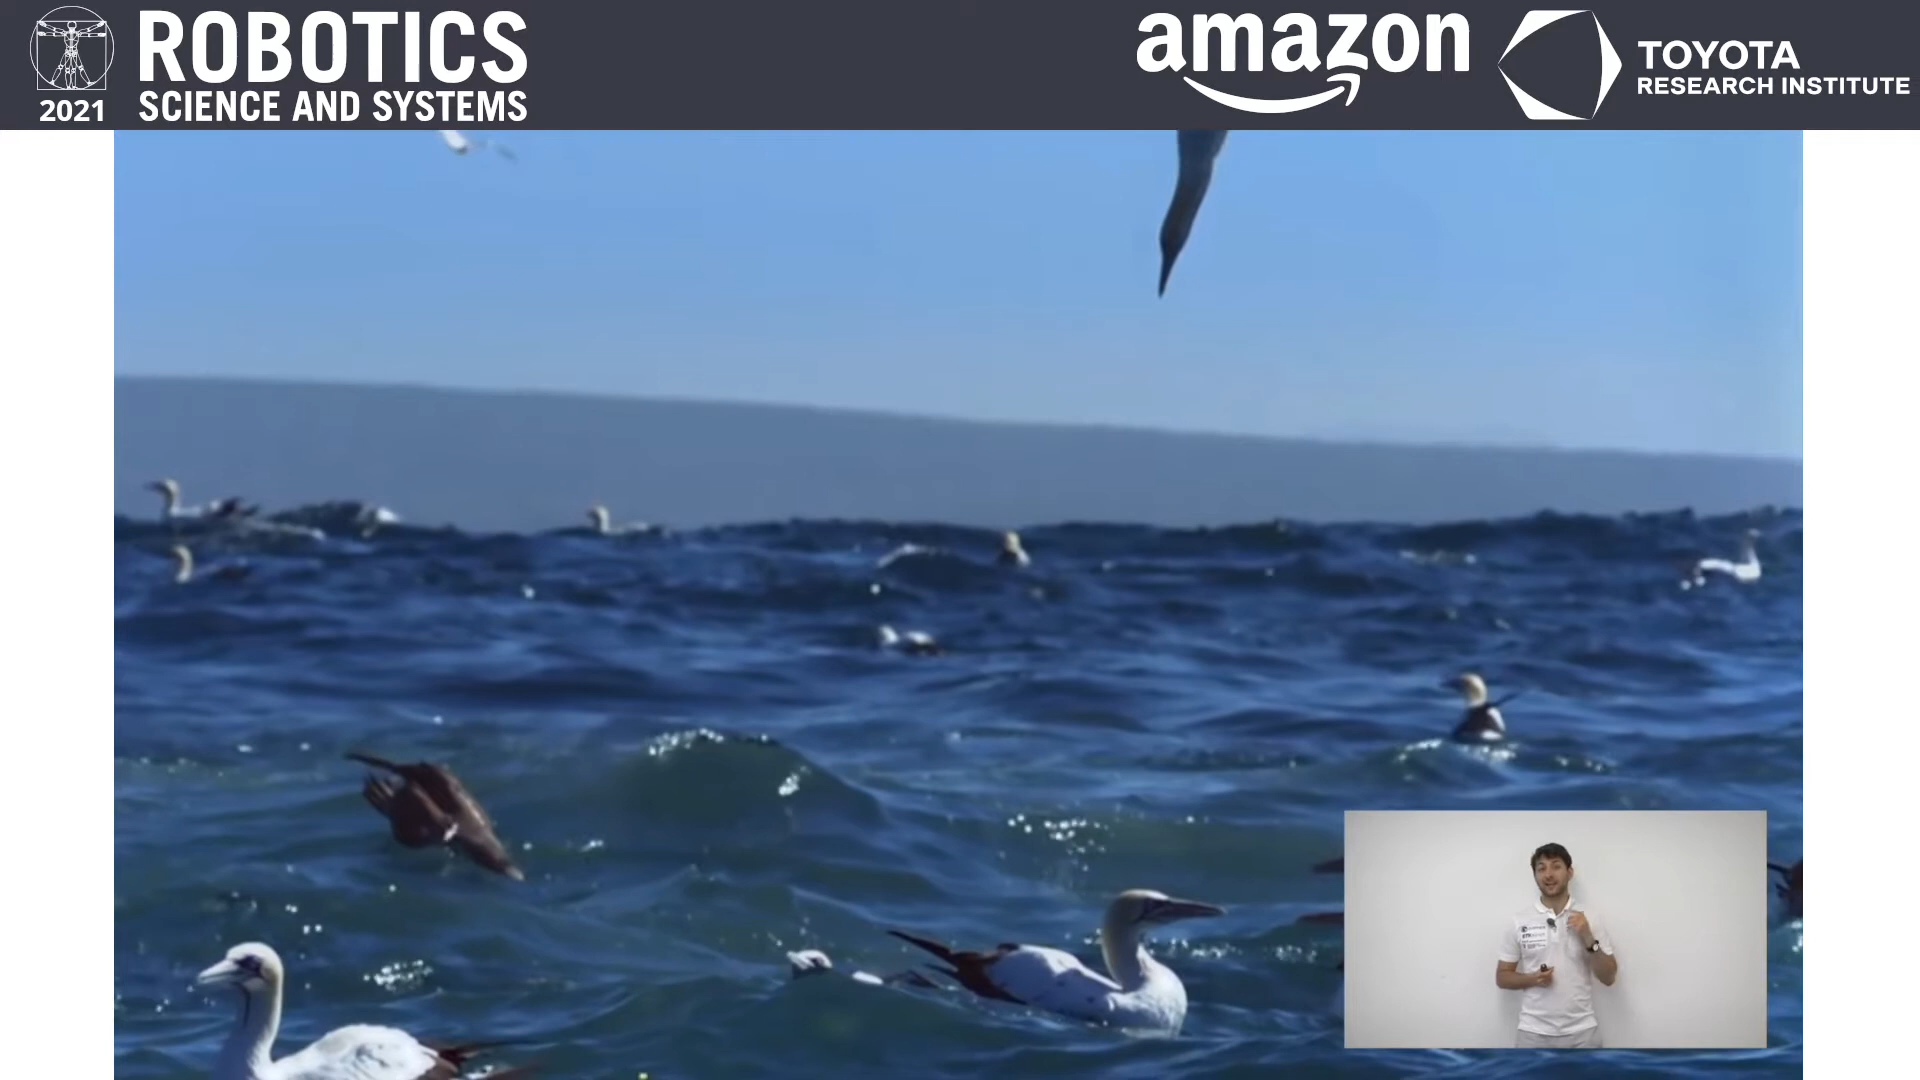 ROBOTICS
2021 SCIENCE AND SYSTEMS
amazon
TOYOTA
RESEARCH INSTITUTE